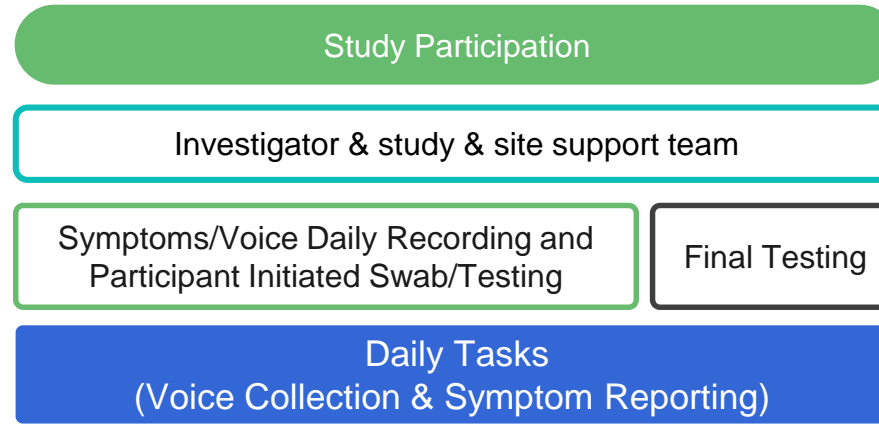 Study Participation
Investigator & study & site support team
Symptoms/Voice Daily Recording and
Participant Initiated Swab/Testing
Final Testing
Daily Tasks
(Voice Collection & Symptom Reporting)